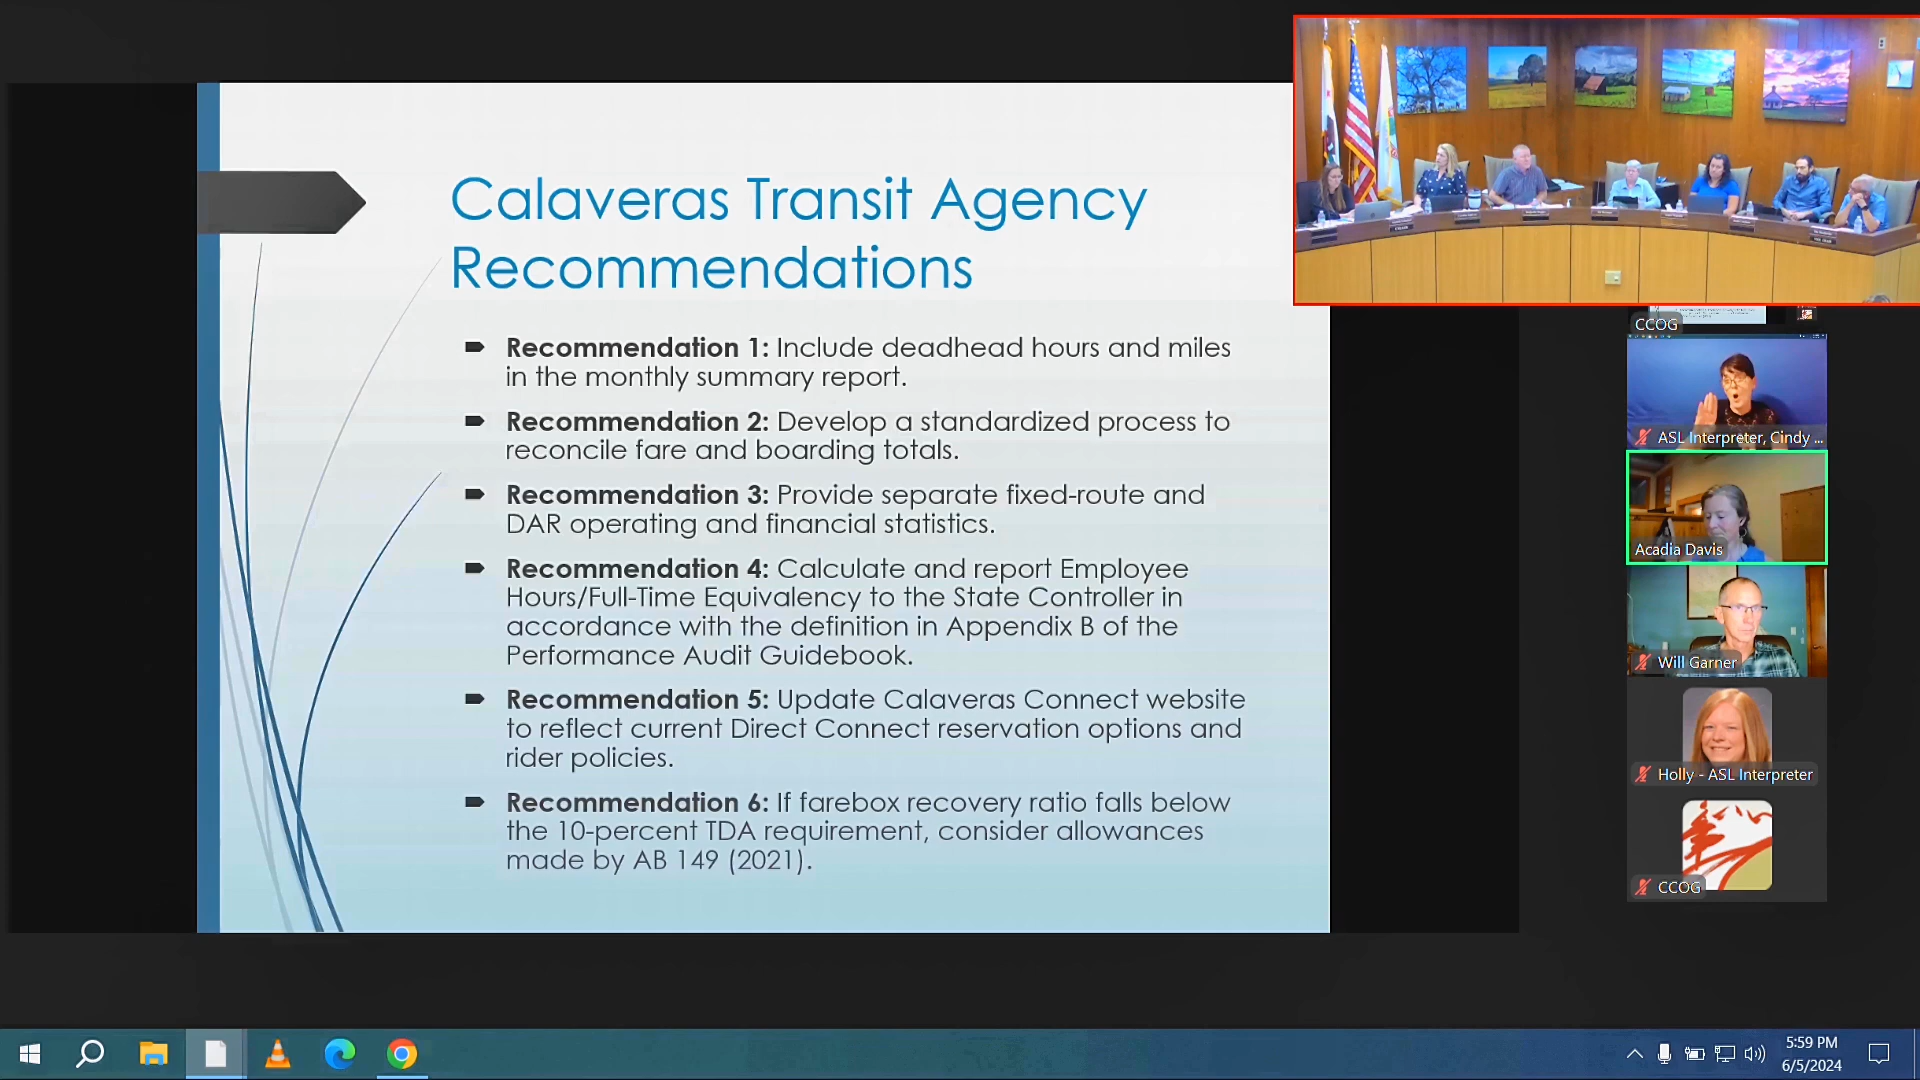 Calaveras Transit Agency
Recommendations
Recommendation 1: Include deadhead hours and miles
in the monthly summary report.
Recommendation 2: Develop a standardized process to
reconcile fare and boarding totals.
Recommendation 3: Provide separate fixed-route and
DAR operating and financial statistics.
Recommendation 4: Calculate and report Employee
Hours/Full-Time Equivalency to the State Controller in
accordance with the definition in Appendix B of the
Performance Audit Guidebook.
Recommendation 5: Update Calaveras Connect website
to reflect current Direct Connect reservation options and
rider policies.
Recommendation 6: If farebox recovery ratio falls below
the 10-percent TDA requirement, consider allowances
made by AB 149 (2021).
CCOG
ASL Interpreter, Cindy ...
Acadia Davis
Will Garner
Holly - ASL Interpreter
CCOG
5:59 PM
6/5/2024